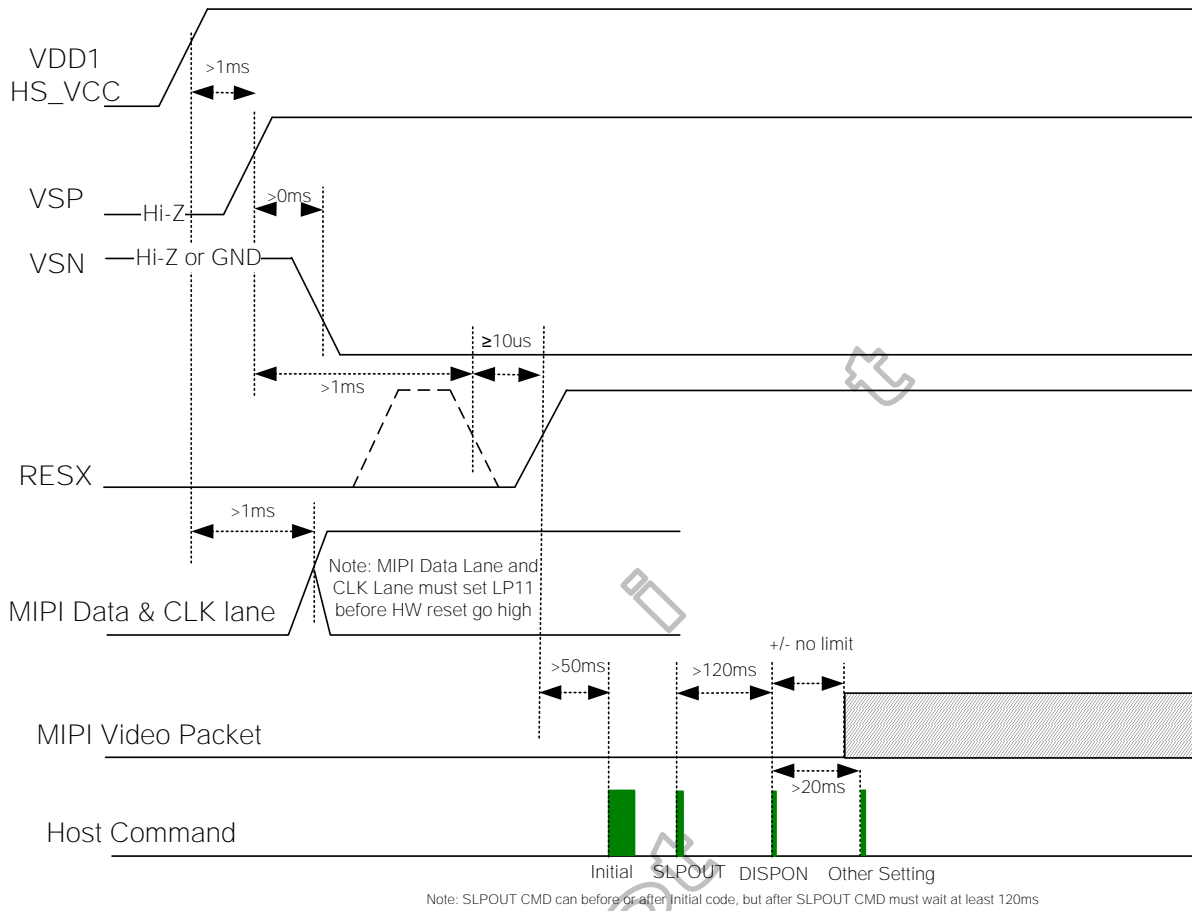 VDD1
HS_VCC
>1ms
VSP
Hi-Z
>0ms
VSN
Hi-Z or GND
≥10us
>1ms
RESX
>1ms
Note: MIPI Data Lane and
CLK Lane must set LP11
before HW reset go high
MIPI Data & CLK lane
+/- no limit
>50ms
>120ms
MIPI Video Packet
>20ms
Host Command
Initial SLPOUT DISPON Other Setting
Note: SLPOUT CMD can before or after Initial code, but after SLPOUT CMD must wait at least 120ms